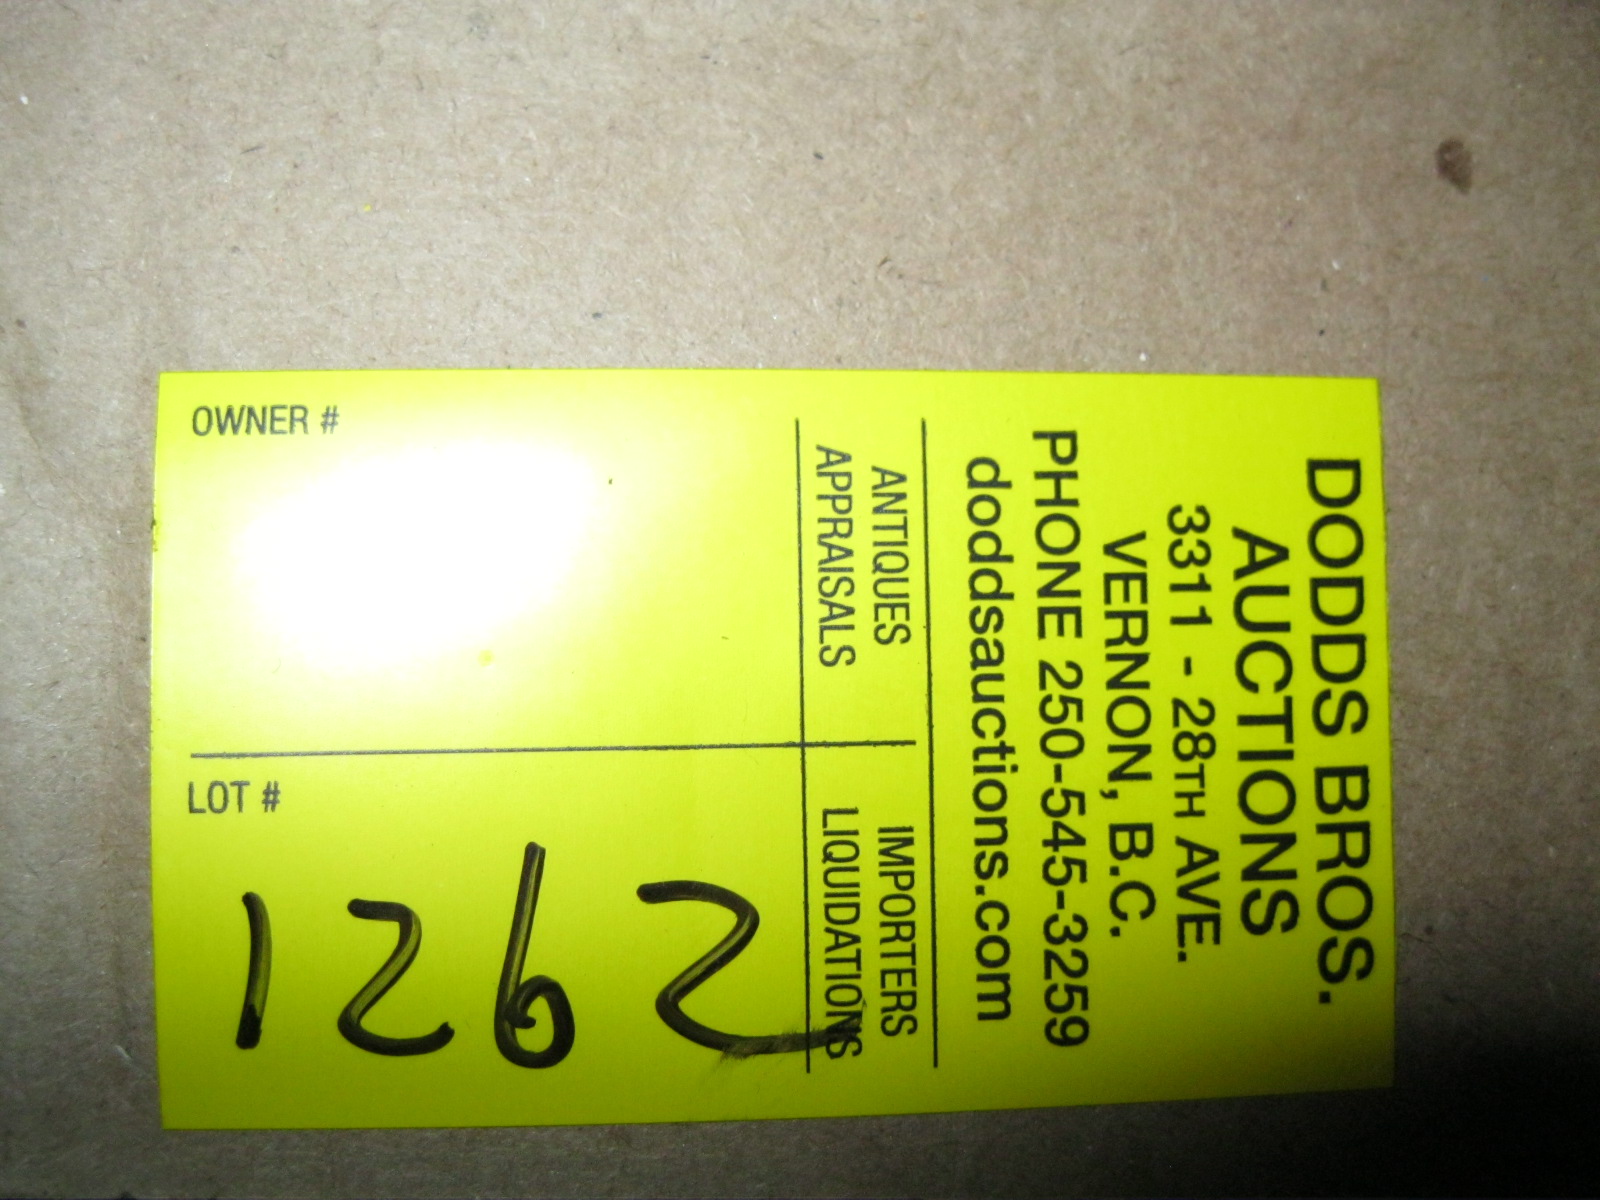 DODDS BROS.
AUCTIONS
3311 - 28TH AVE.
VERNON, B.C.
PHONE 250-545-3259
doddsauctions.com
ANTIQUES
APPRAISALS
IMPORTERS
LIQUIDATIONS
OWNER #
LOT #
1262